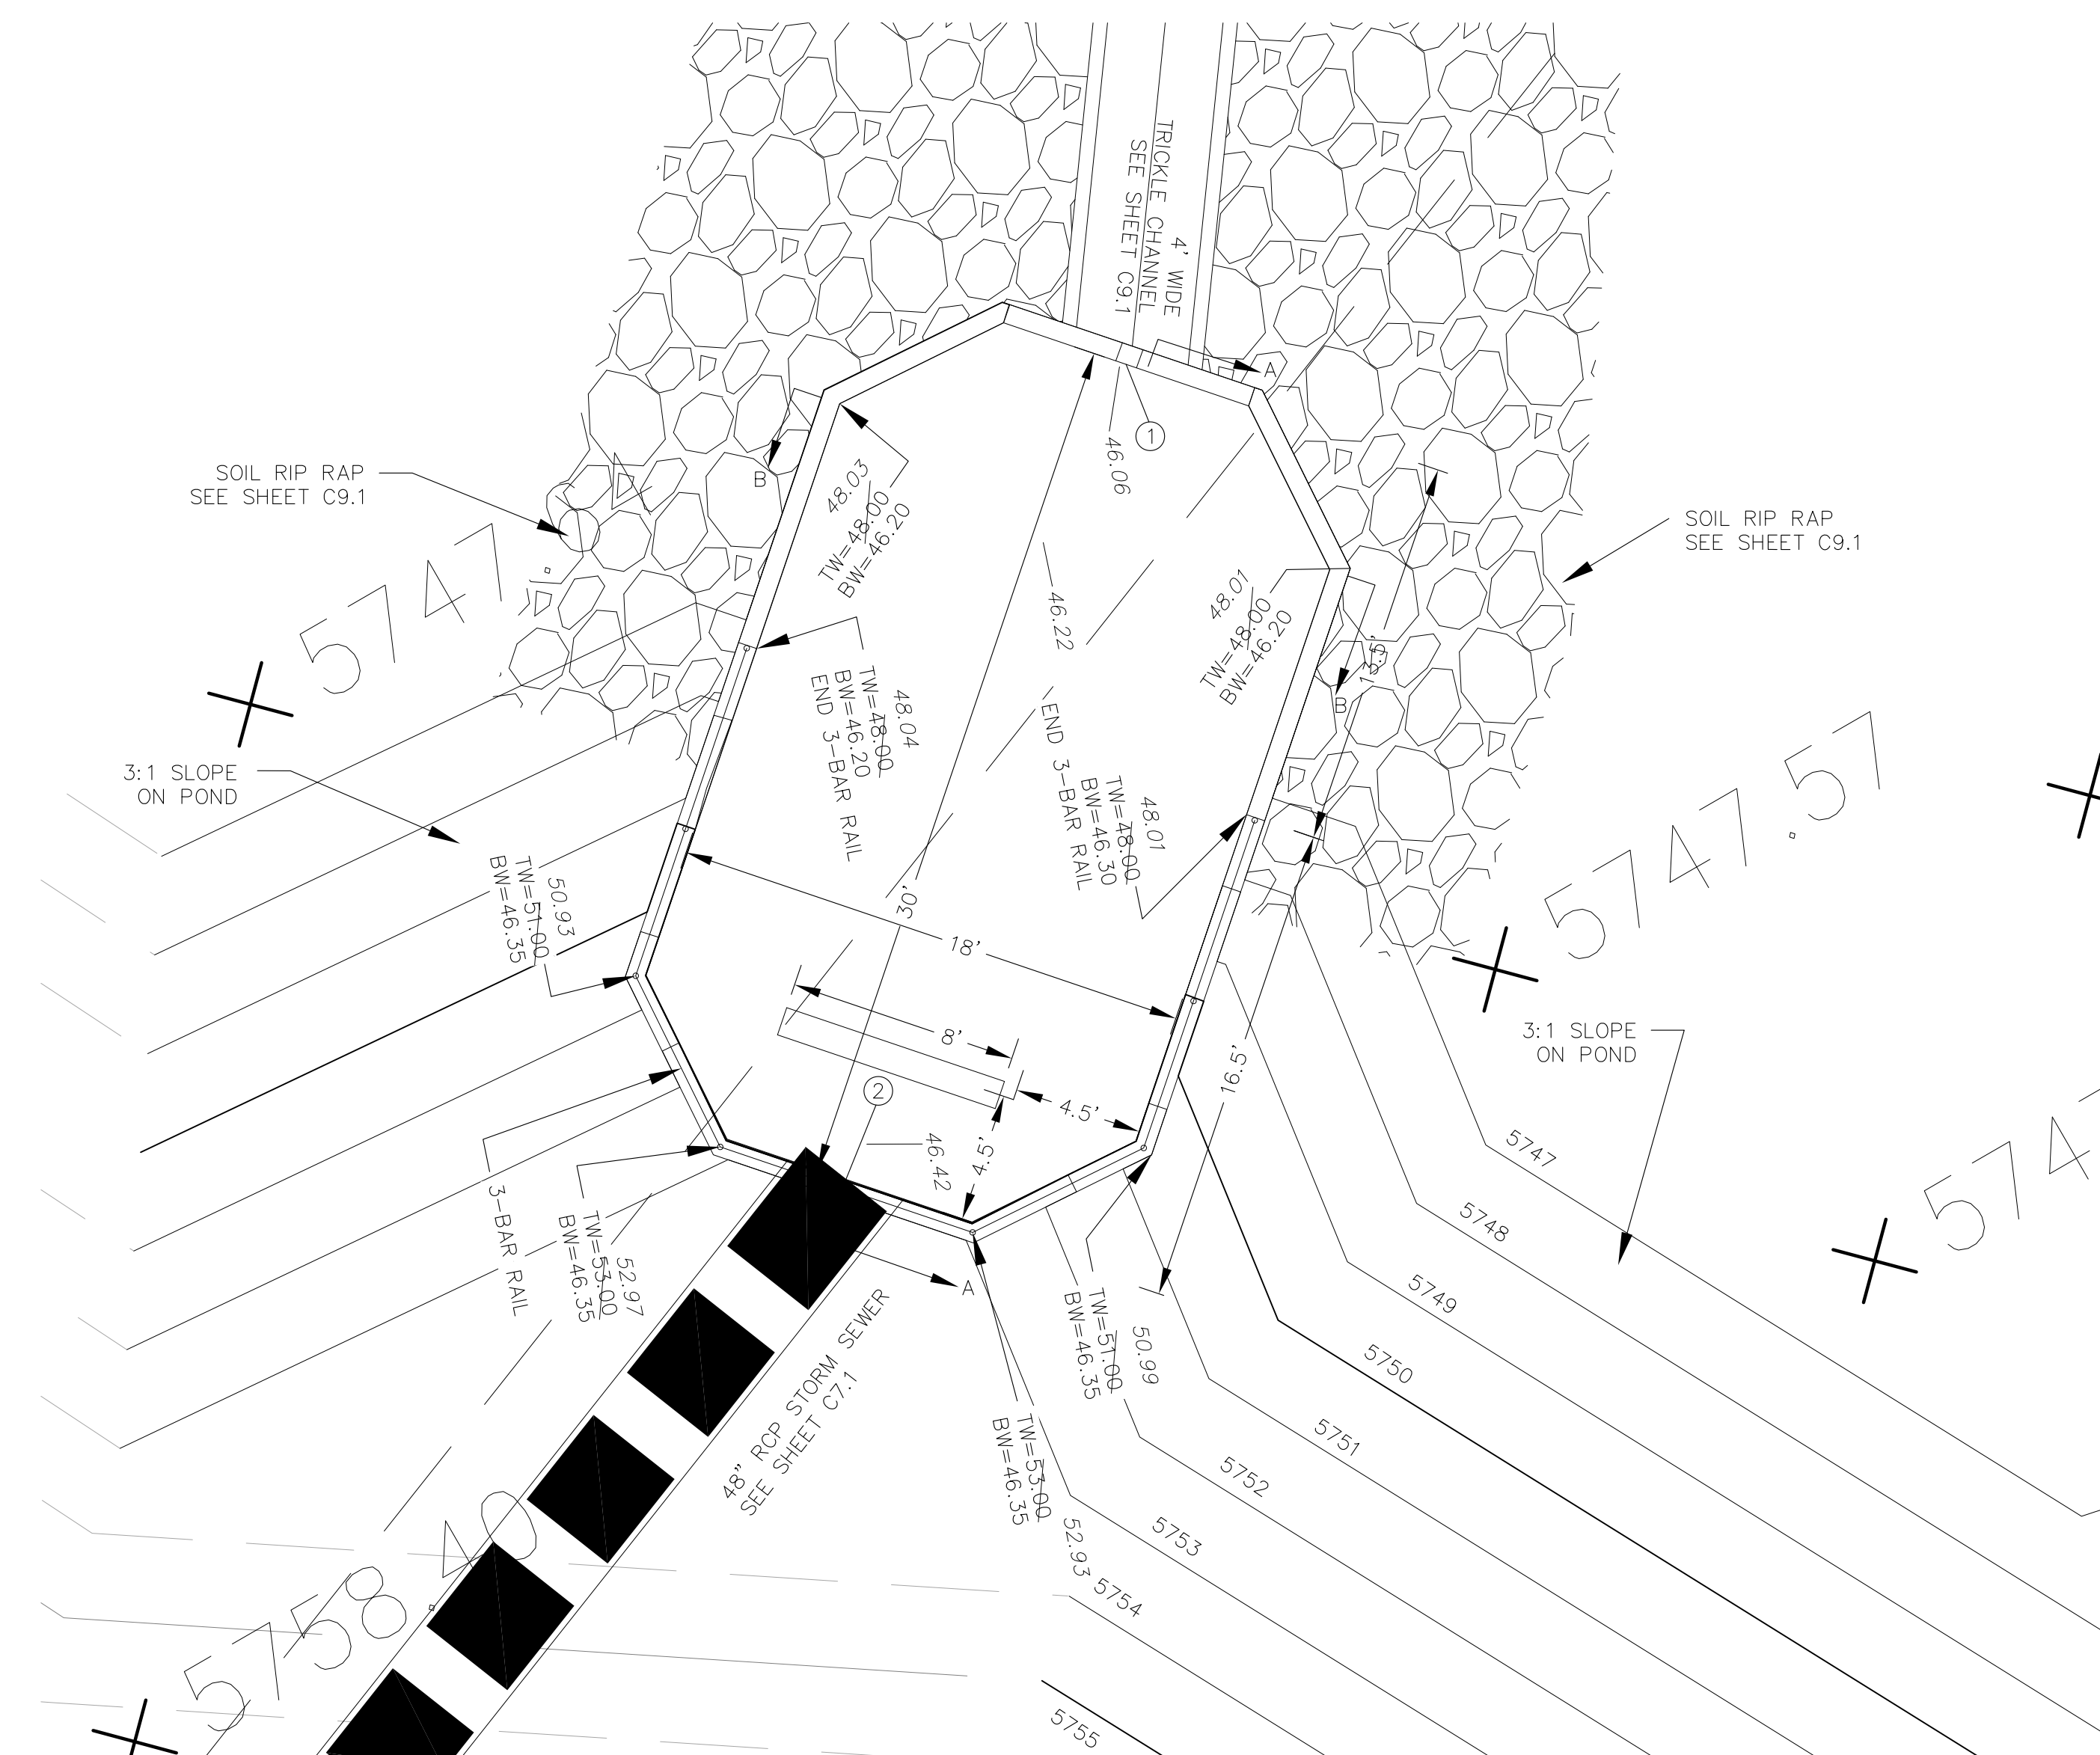 4' WIDE
TRICKLE CHANNEL
SEE SHEET C9.1
A
1
46.06
B
SOIL RIP RAP
SEE SHEET C9.1
48.03
TW=48.00
BW=46.20
SOIL RIP RAP
SEE SHEET C9.1
5747.
46.22
48.01
TW=48.00
BW=46.20
13.5'
B
48.04
TW=48.00
BW=46.20
END 3-BAR RAIL
48.01
TW=48.00
BW=46.30
END 3-BAR RAIL
5747.57
3:1 SLOPE
ON POND
50.93
TW=51.00
BW=46.35
30'
18'
8'
3:1 SLOPE
ON POND
16.5'
2
4.5'
4.5'
46.42
3-BAR RAIL
52.97
TW=53.00
BW=46.35
A
48" RCP STORM SEWER
SEE SHEET C7.1
50.99
TW=51.00
BW=46.35
TW=53.00
BW=46.35
52.93
574
5747
5748
5749
5750
5751
5752
5753
5754
5755
5758.40